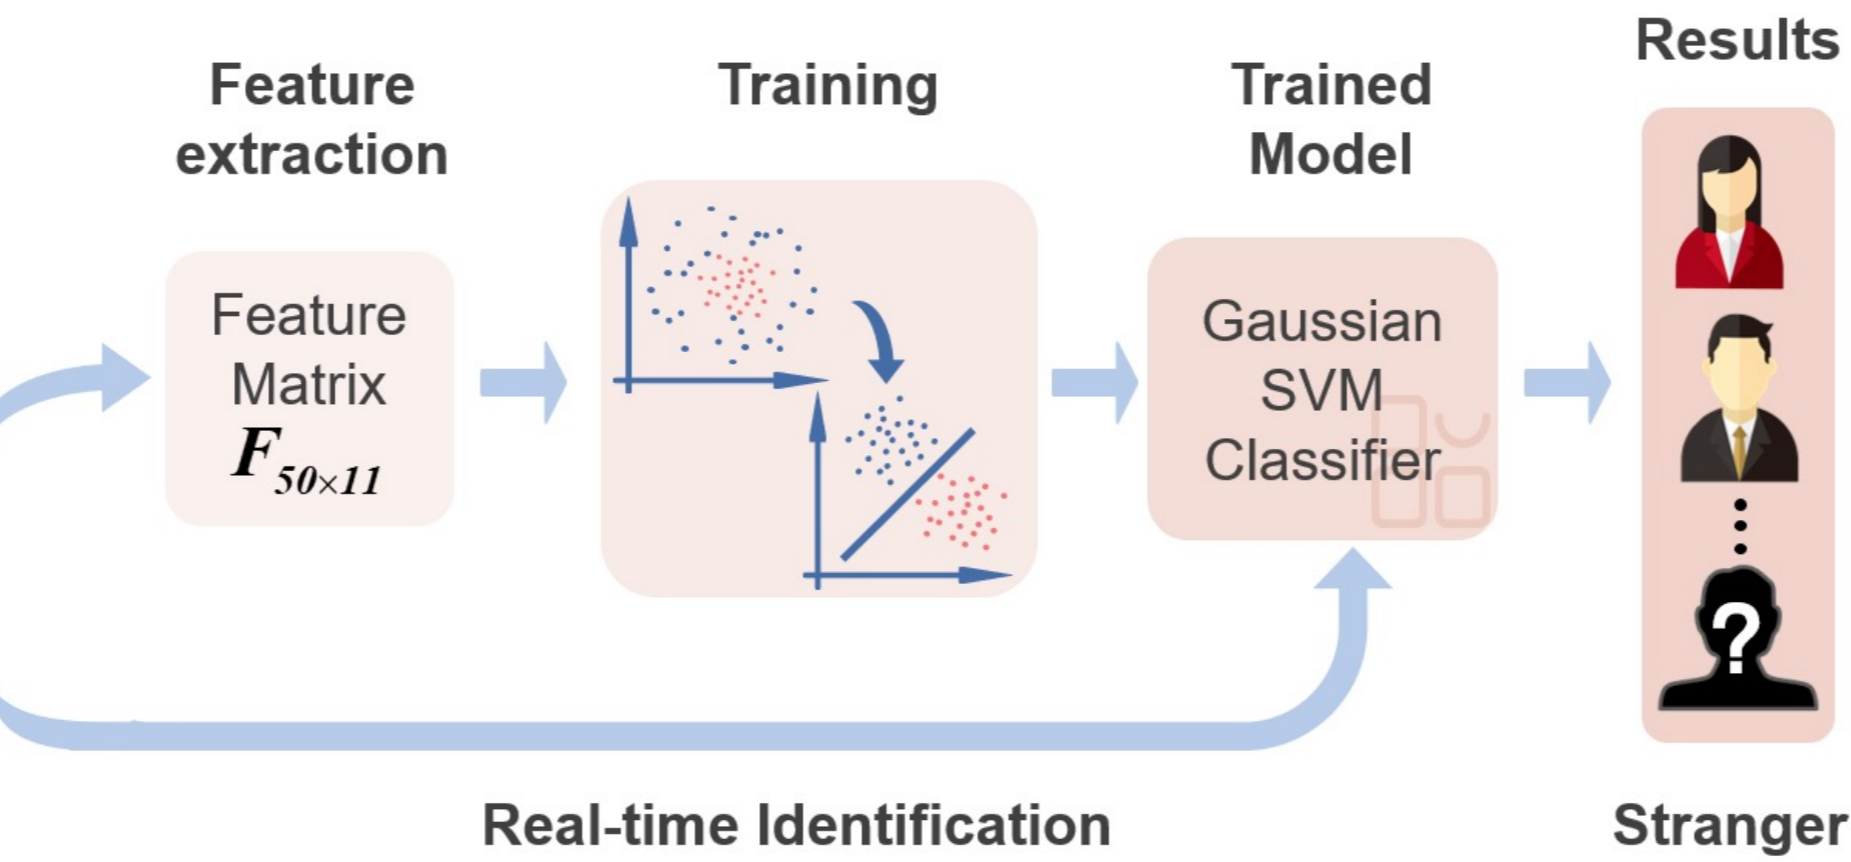 Feature
extraction
Training
Trained
Model
Results
Feature
Matrix
F50×11
Gaussian
SVM
Classifier
?
Real-time Identification
Stranger